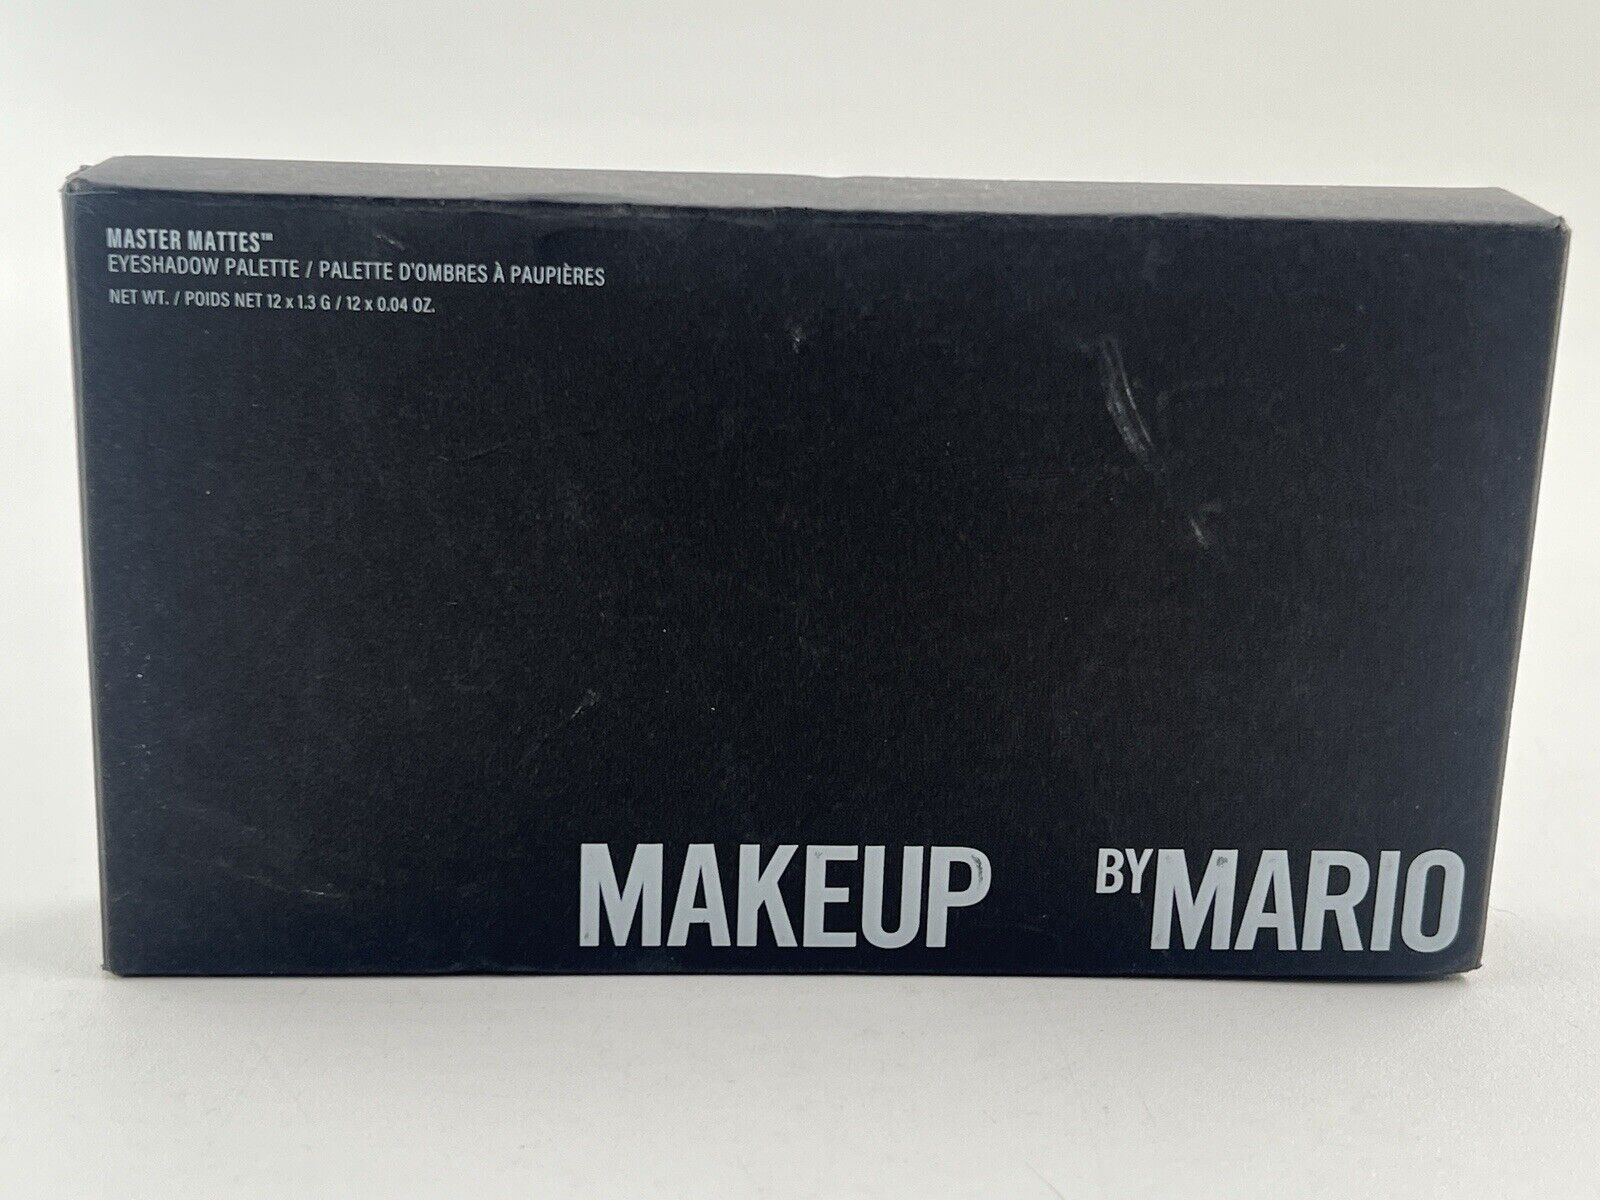 MASTER MATTES™
EYESHADOW PALETTE / PALETTE D'OMBRES À PAUPIÈRES
NET WT. / POIDS NET 12 x 1.3 G / 12 x 0.04 OZ.
MAKEUP BY MARIO